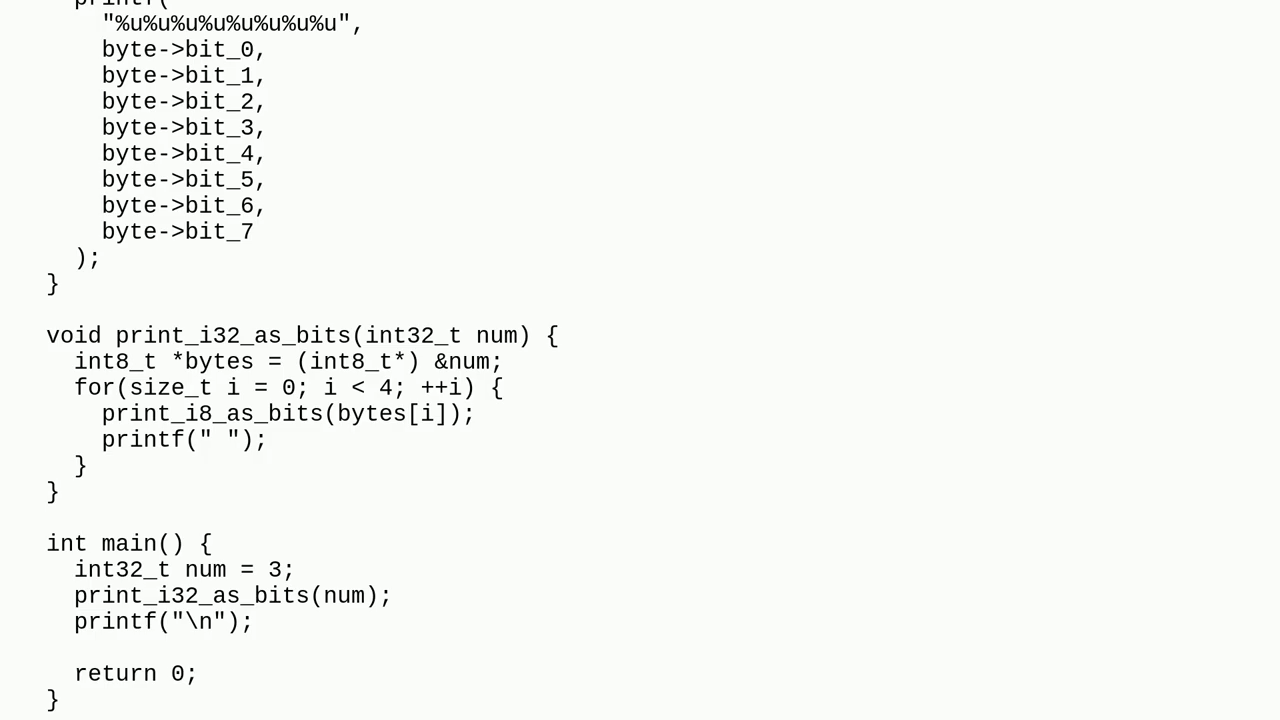 printf(
"%u%u%u%u%u%u%u%u",
byte->bit_0,
byte->bit_1,
byte->bit_2,
byte->bit_3,
byte->bit_4,
byte->bit_5,
byte->bit_6,
byte->bit_7
);
}
void print_i32_as_bits(int32_t num) {
int8_t *bytes = (int8_t*) &num;
for(size_t i = 0; i < 4; ++i) {
print_i8_as_bits(bytes[i]);
printf(" ");
}
}
int main() {
int32_t num = 3;
print_i32_as_bits(num);
printf("\n");
return 0;
}